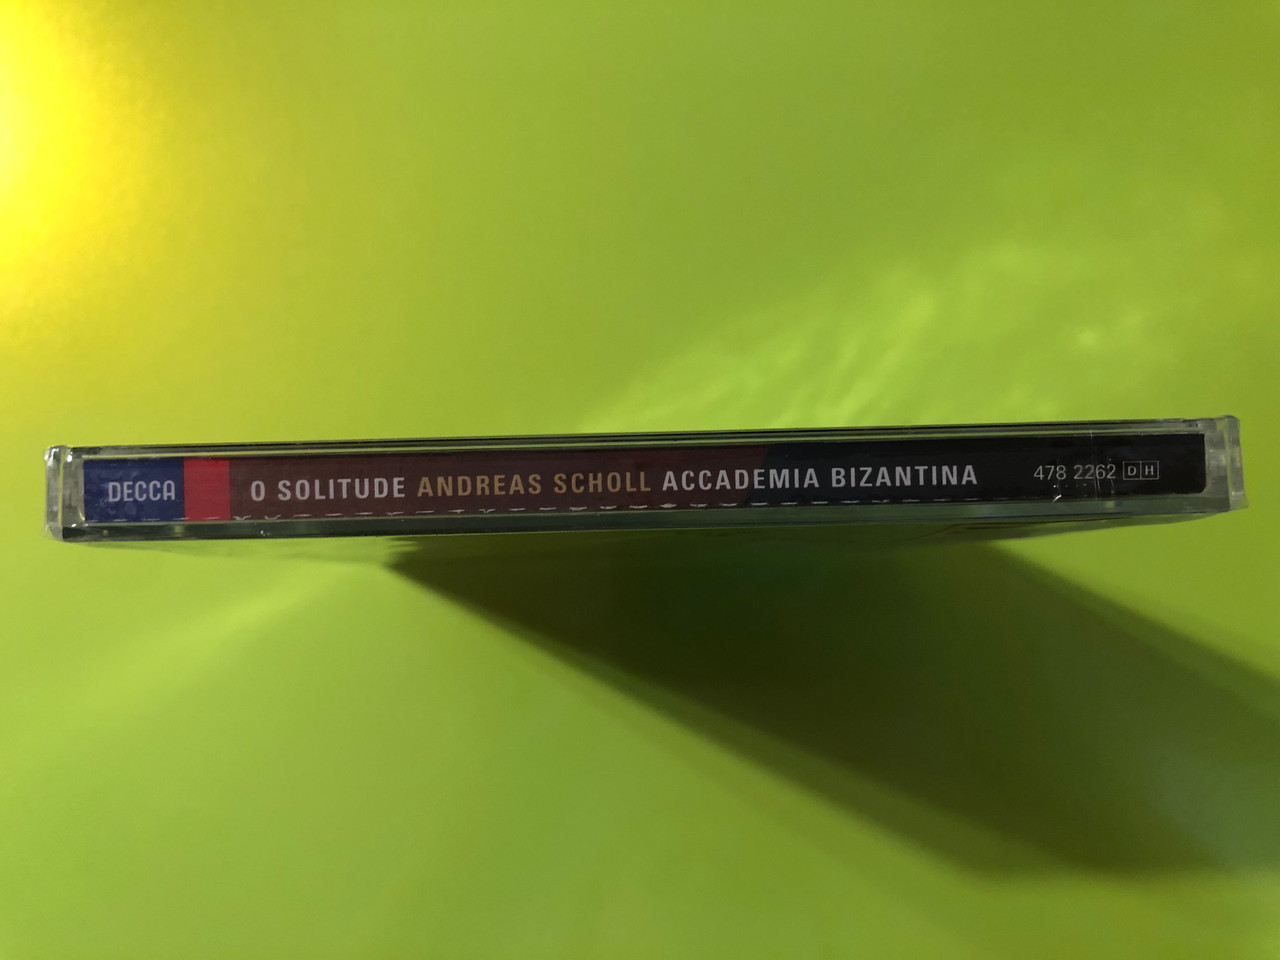 DECCA O SOLITUDE ANDREAS SCHOLL ACCADEMIA BIZANTINA 478 2262 DH